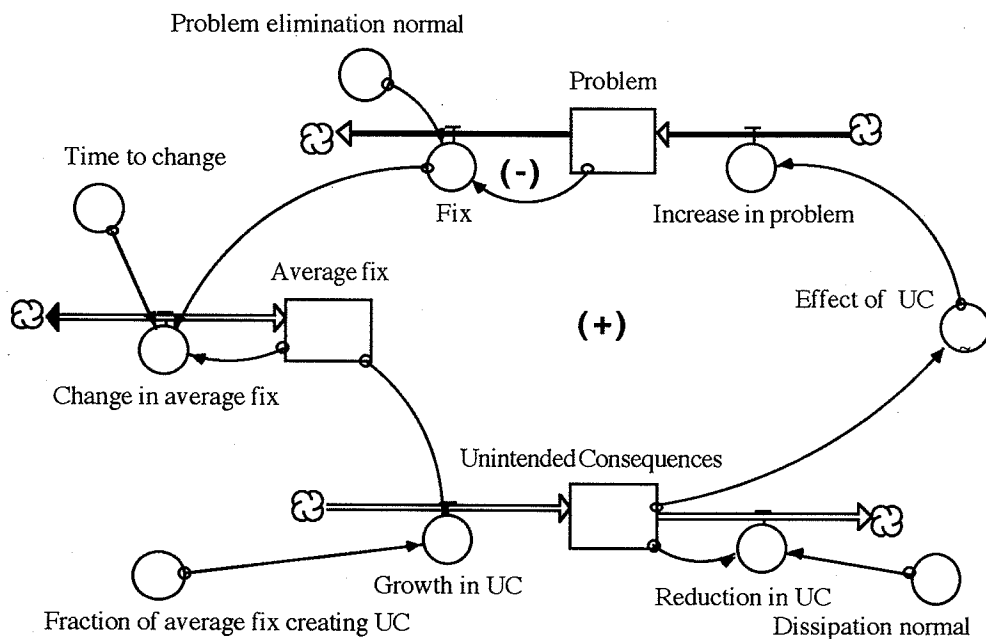 Problem elimination normal
Problem
Time to change
(-)
Fix
Increase in problem
Average fix
Effect of UC
(+)
Change in average fix
Unintended Consequences
Growth in UC
Reduction in UC
Fraction of average fix creating UC
Dissipation normal